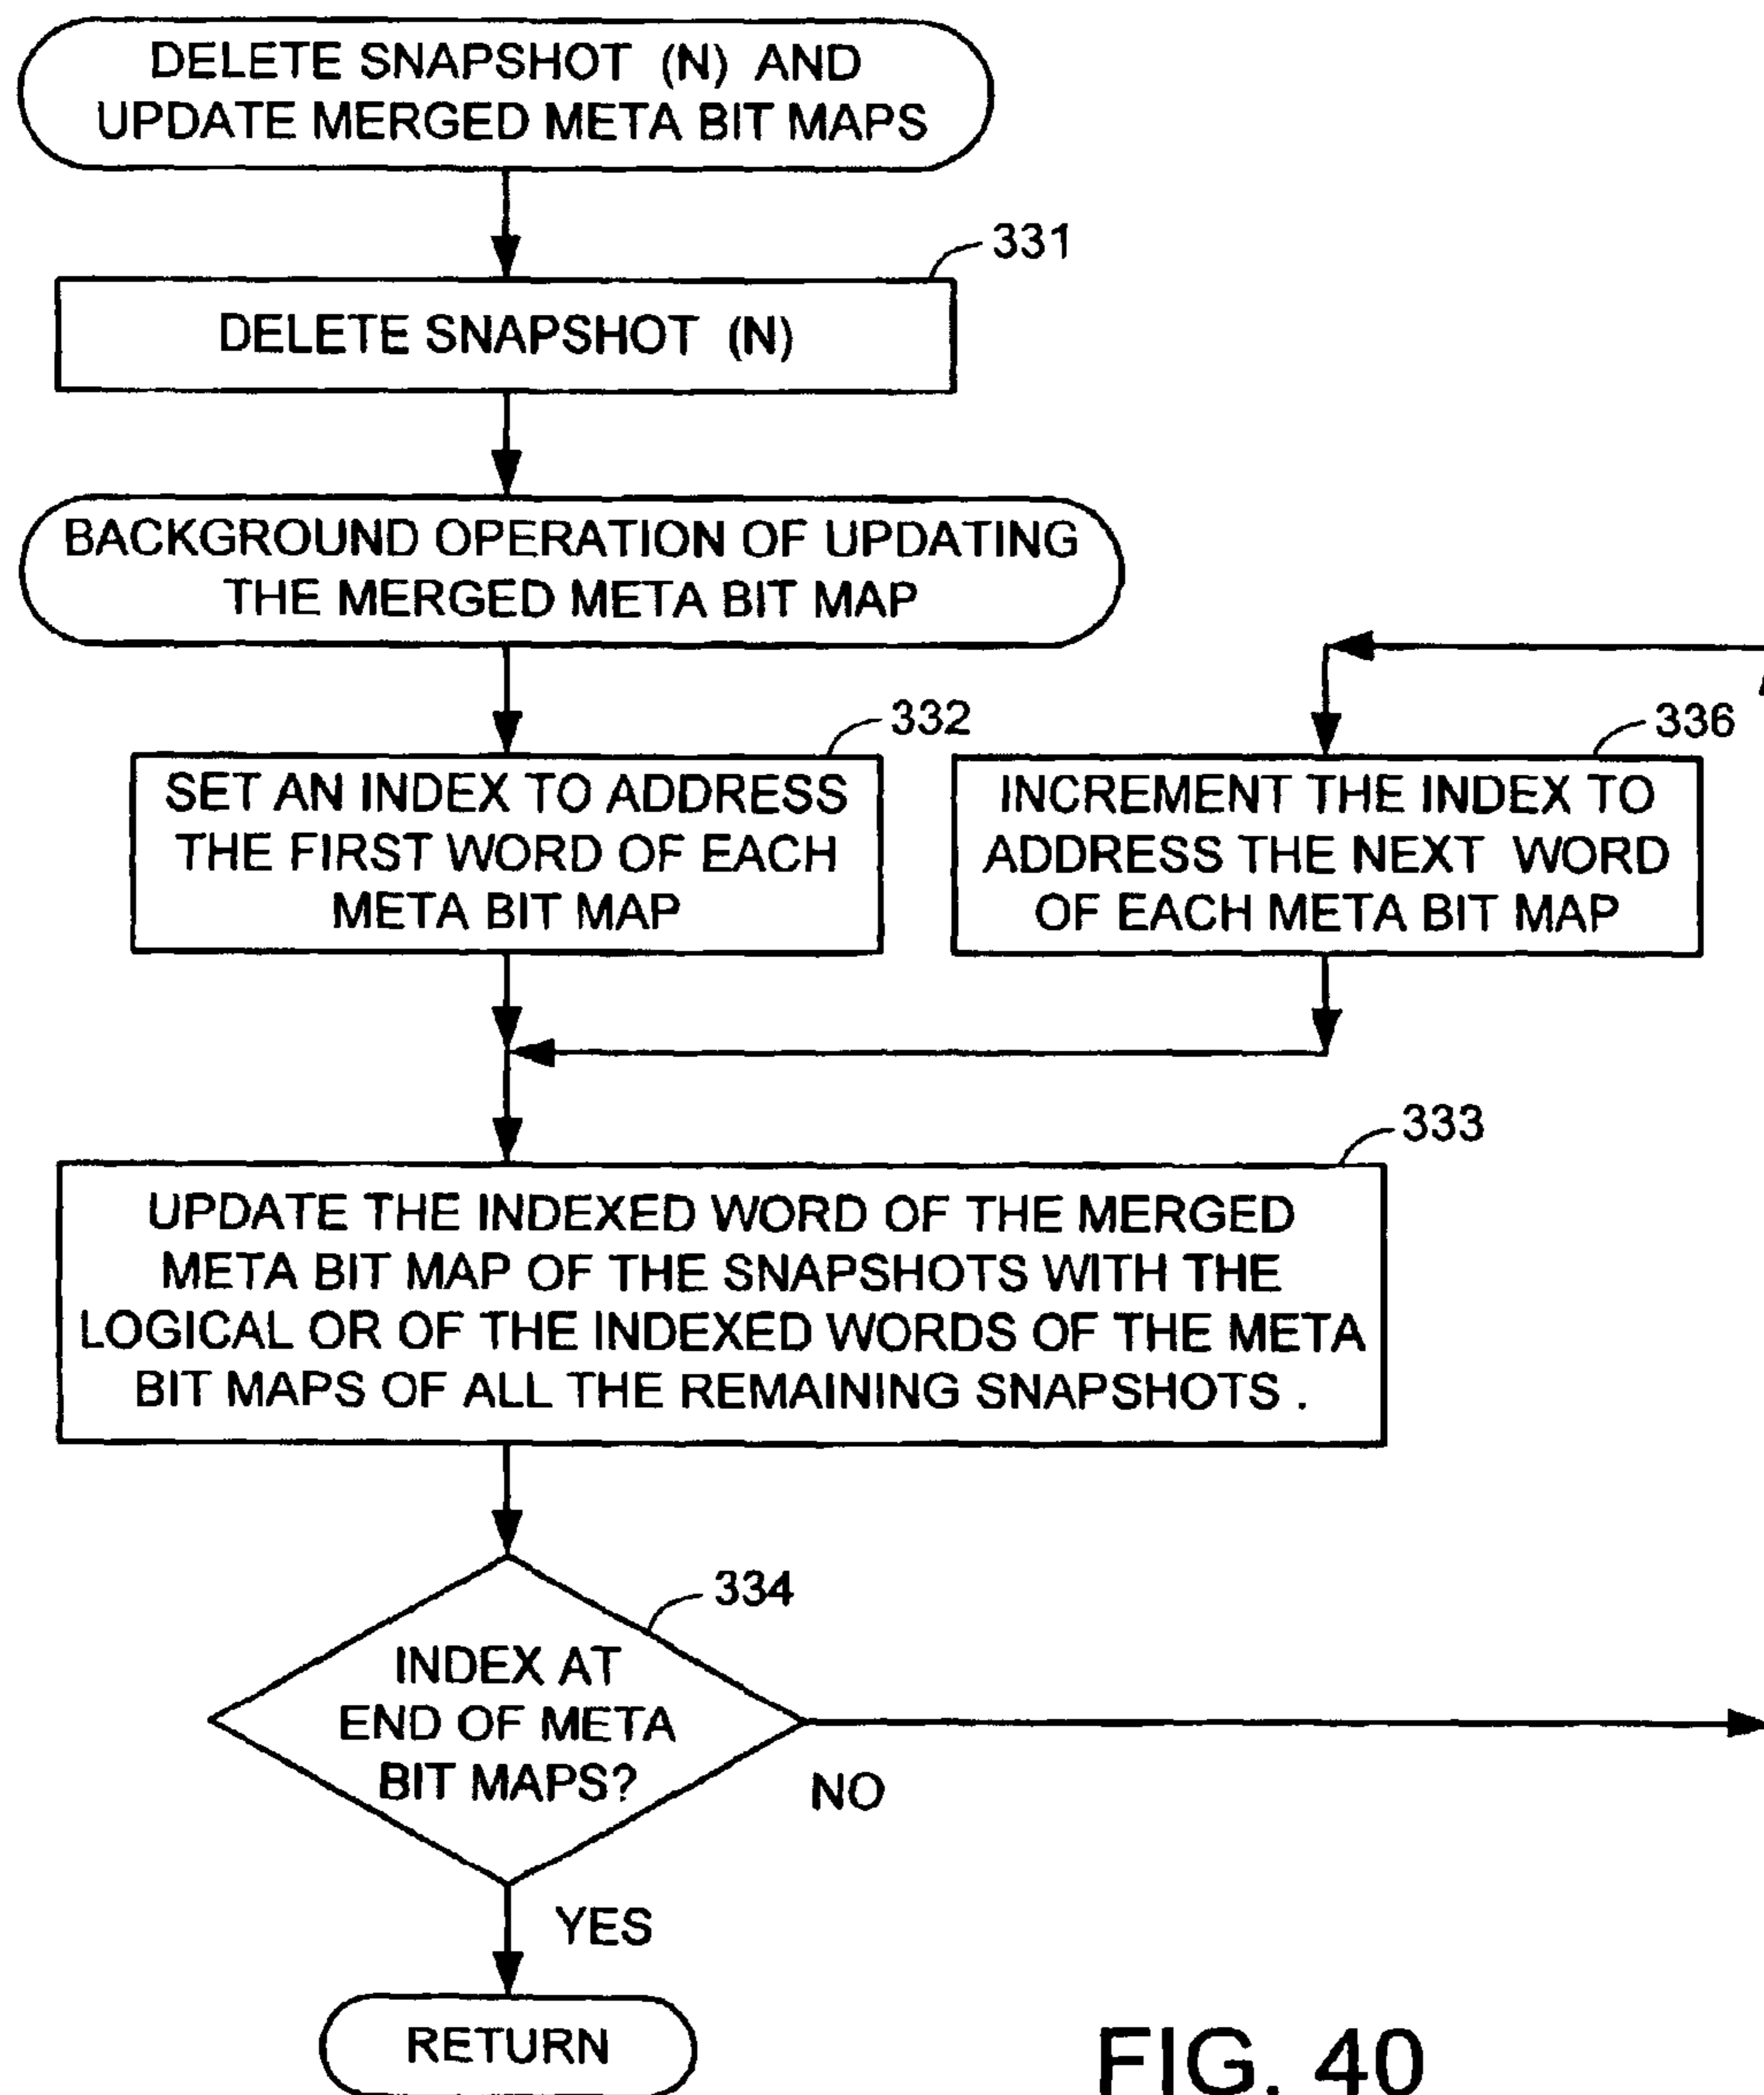 DELETE SNAPSHOT (N) AND
UPDATE MERGED META BIT MAPS
331
DELETE SNAPSHOT (N)
BACKGROUND OPERATION OF UPDATING
THE MERGED META BIT MAP
332
SET AN INDEX TO ADDRESS
THE FIRST WORD OF EACH
META BIT MAP
336
INCREMENT THE INDEX TO
ADDRESS THE NEXT WORD
OF EACH META BIT MAP
333
UPDATE THE INDEXED WORD OF THE MERGED
META BIT MAP OF THE SNAPSHOTS WITH THE
LOGICAL OR OF THE INDEXED WORDS OF THE META
BIT MAPS OF ALL THE REMAINING SNAPSHOTS .
334
INDEX AT
END OF META
BIT MAPS?
NO
YES
RETURN
FIG. 40